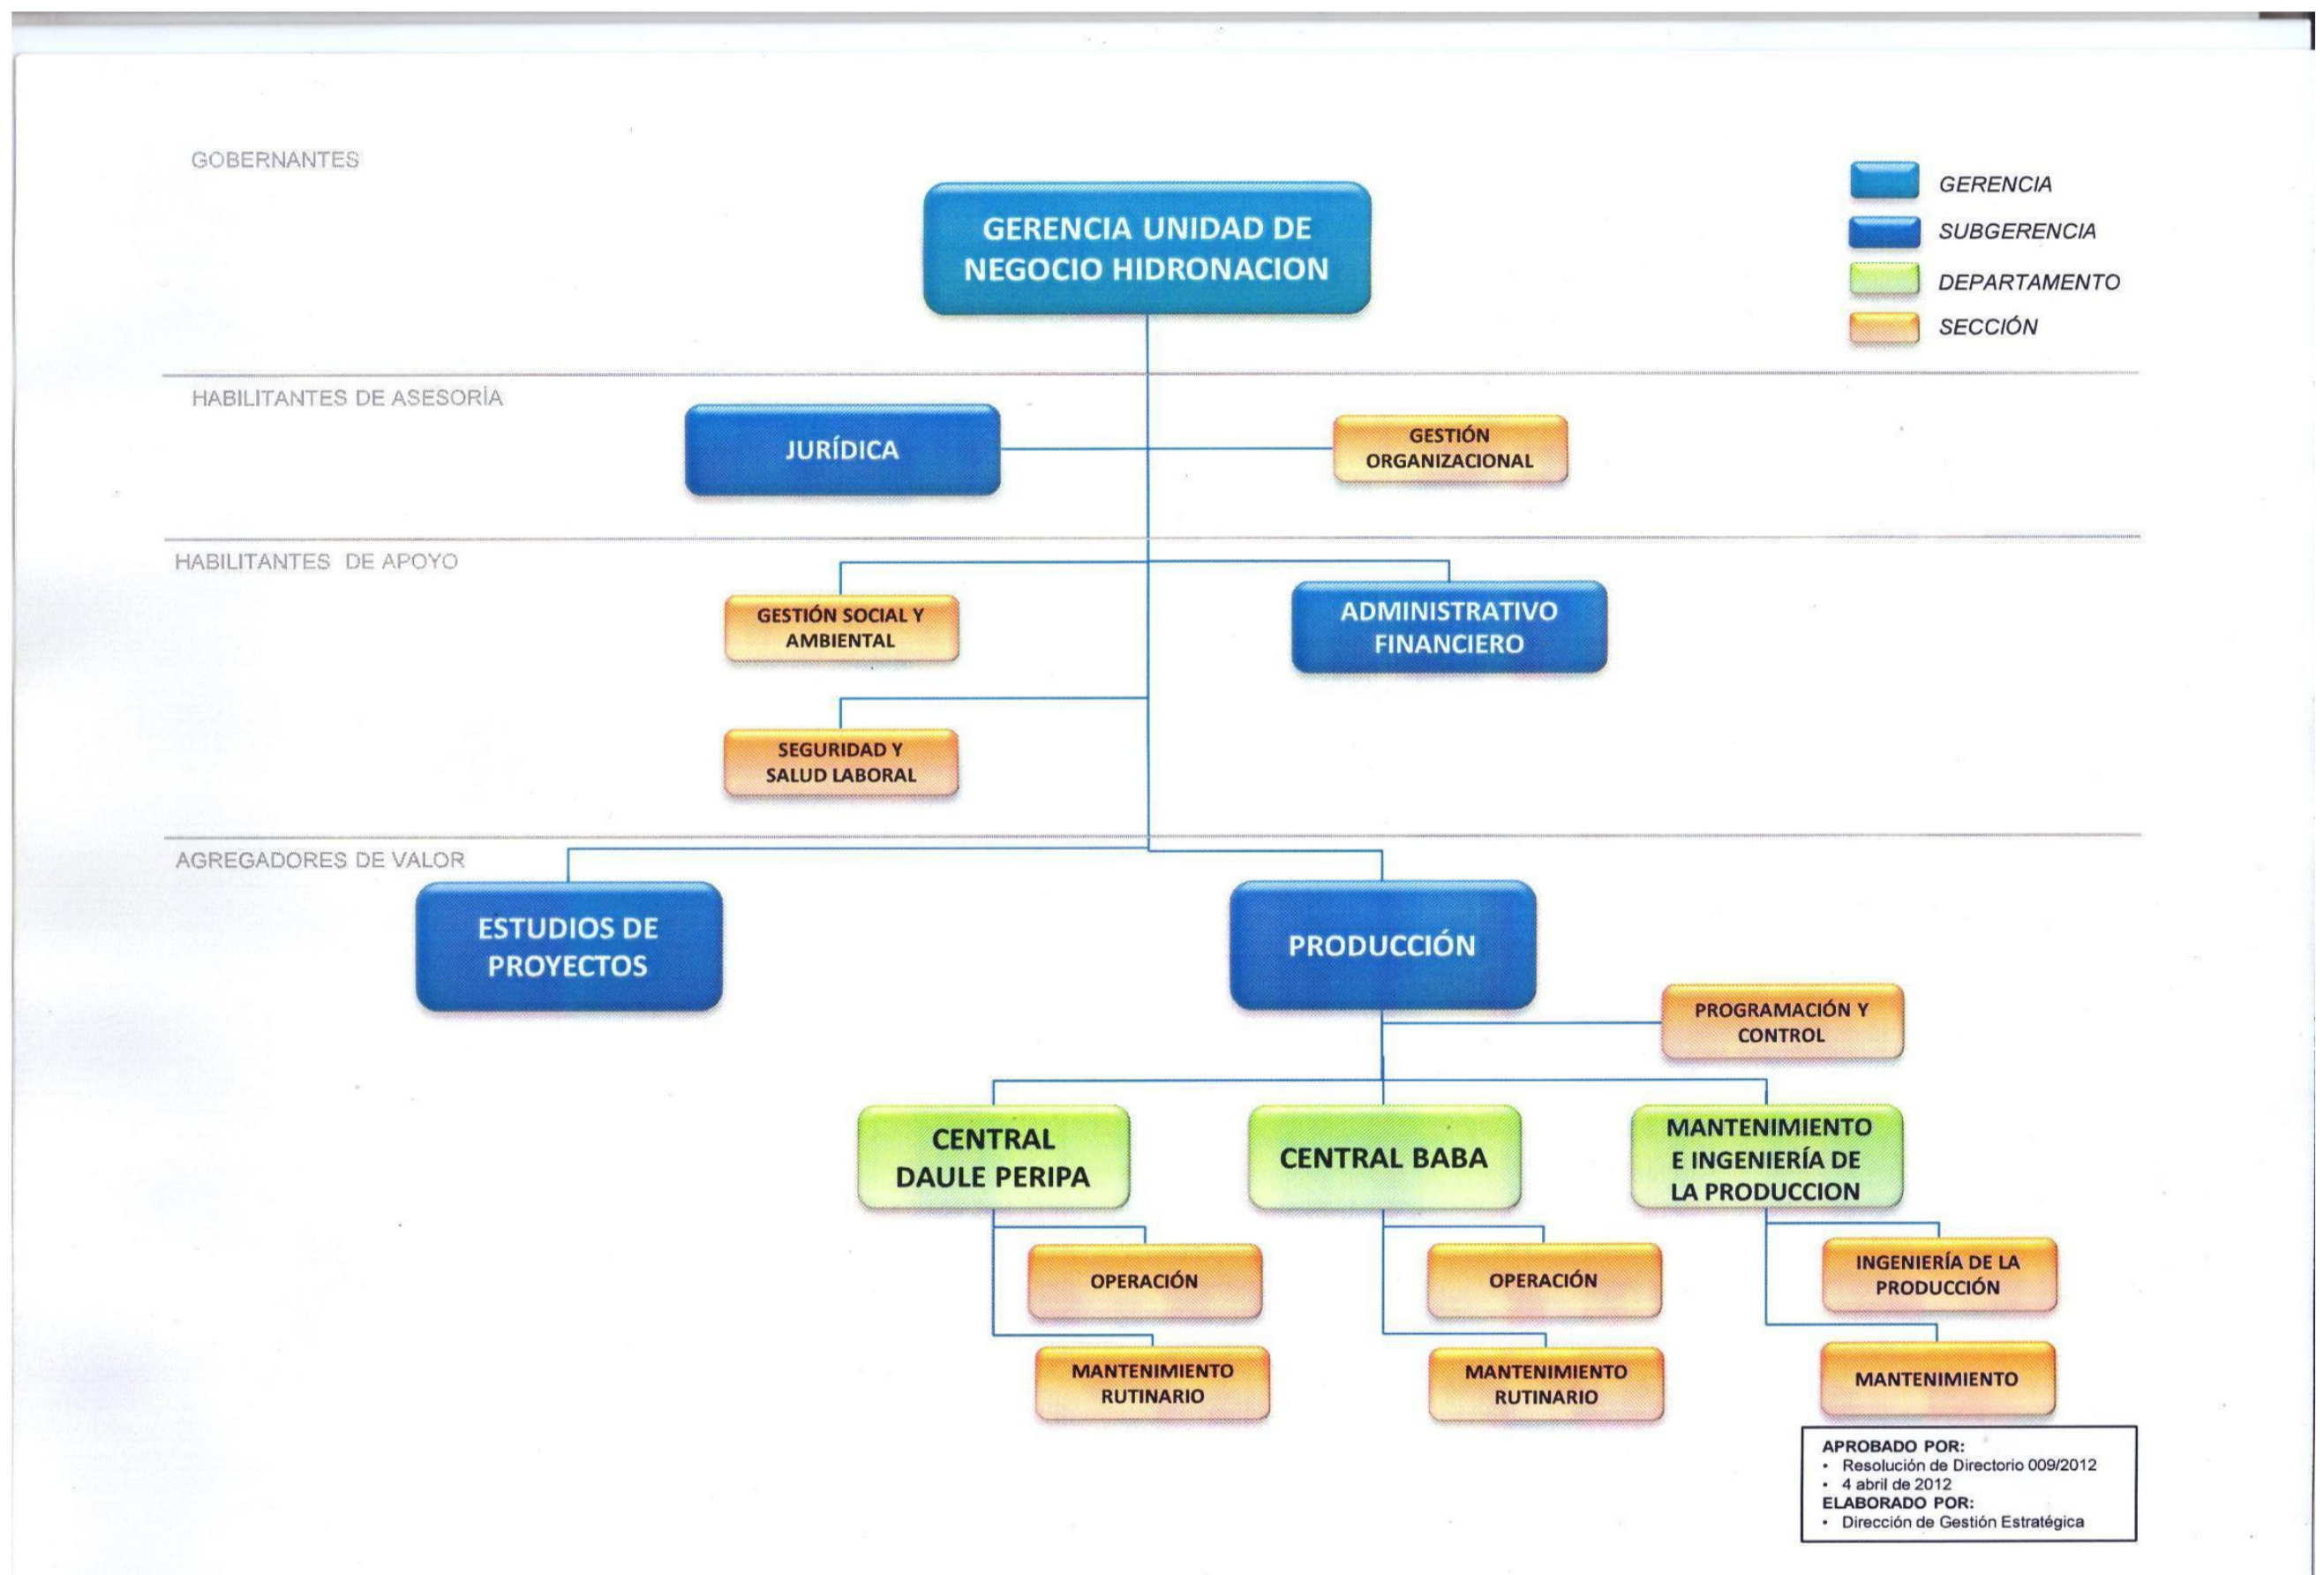 GOBERNANTES
GERENCIA UNIDAD DE
NEGOCIO HIDRONACION
GERENCIA
SUBGERENCIA
DEPARTAMENTO
SECCIÓN
HABILITANTES DE ASESORÍA
JURÍDICA
GESTIÓN
ORGANIZACIONAL
HABILITANTES DE APOYO
GESTIÓN SOCIAL Y
AMBIENTAL
ADMINISTRATIVO
FINANCIERO
SEGURIDAD Y
SALUD LABORAL
AGREGADORES DE VALOR
ESTUDIOS DE
PROYECTOS
PRODUCCIÓN
PROGRAMACIÓN Y
CONTROL
CENTRAL
DAULE PERIPA
CENTRAL BABA
MANTENIMIENTO
E INGENIERÍA DE
LA PRODUCCION
OPERACIÓN
OPERACIÓN
INGENIERÍA DE LA
PRODUCCIÓN
MANTENIMIENTO
RUTINARIO
MANTENIMIENTO
RUTINARIO
MANTENIMIENTO
APROBADO POR:
• Resolución de Directorio 009/2012
• 4 abril de 2012
ELABORADO POR:
• Dirección de Gestión Estratégica